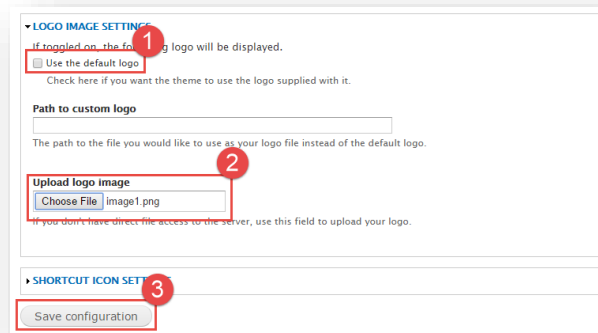 LOGO IMAGE SETTINGS
1
If toggled on, the following logo will be displayed.
Use the default logo
Check here if you want the theme to use the logo supplied with it.
Path to custom logo
The path to the file you would like to use as your logo file instead of the default logo.
2
Upload logo image
Choose File image1.png
If you don't have direct file access to the server, use this field to upload your logo.
SHORTCUT ICON SETTINGS
3
Save configuration